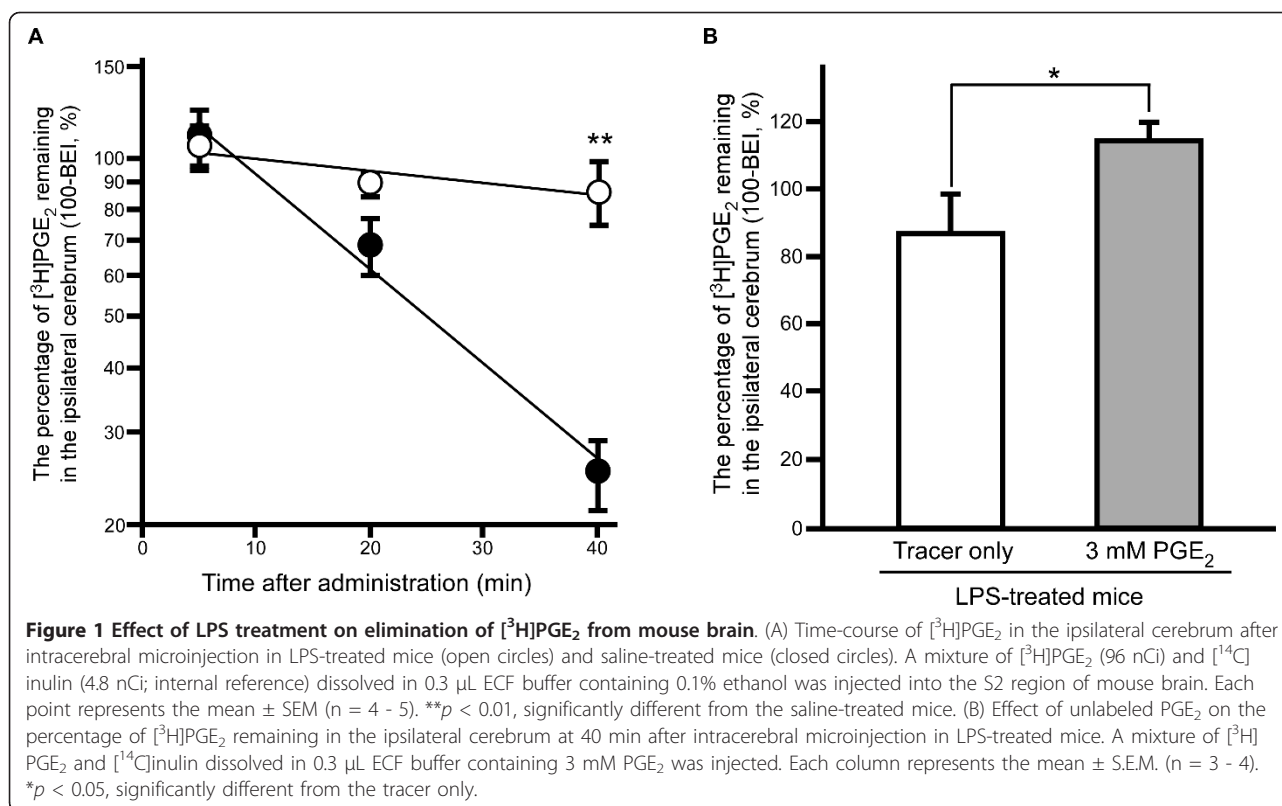 A
The percentage of [³H]PGE₂ remaining
in the ipsilateral cerebrum (100-BEI, %)
150
100
90
80
70
60
50
40
30
20
**
0
10
20
30
40
Time after administration (min)
B
The percentage of [³H]PGE₂ remaining
in the ipsilateral cerebrum (100-BEI, %)
120
100
80
60
40
20
0
*
Tracer only
3 mM PGE₂
LPS-treated mice
Figure 1 Effect of LPS treatment on elimination of [³H]PGE₂ from mouse brain. (A) Time-course of [³H]PGE₂ in the ipsilateral cerebrum after
intracerebral microinjection in LPS-treated mice (open circles) and saline-treated mice (closed circles). A mixture of [³H]PGE₂ (96 nCi) and [¹⁴C]
inulin (4.8 nCi; internal reference) dissolved in 0.3 μL ECF buffer containing 0.1% ethanol was injected into the S2 region of mouse brain. Each
point represents the mean ± SEM (n = 4 - 5). **p < 0.01, significantly different from the saline-treated mice. (B) Effect of unlabeled PGE₂ on the
percentage of [³H]PGE₂ remaining in the ipsilateral cerebrum at 40 min after intracerebral microinjection in LPS-treated mice. A mixture of [³H]
PGE₂ and [¹⁴C]inulin dissolved in 0.3 μL ECF buffer containing 3 mM PGE₂ was injected. Each column represents the mean ± S.E.M. (n = 3 - 4).
*p < 0.05, significantly different from the tracer only.